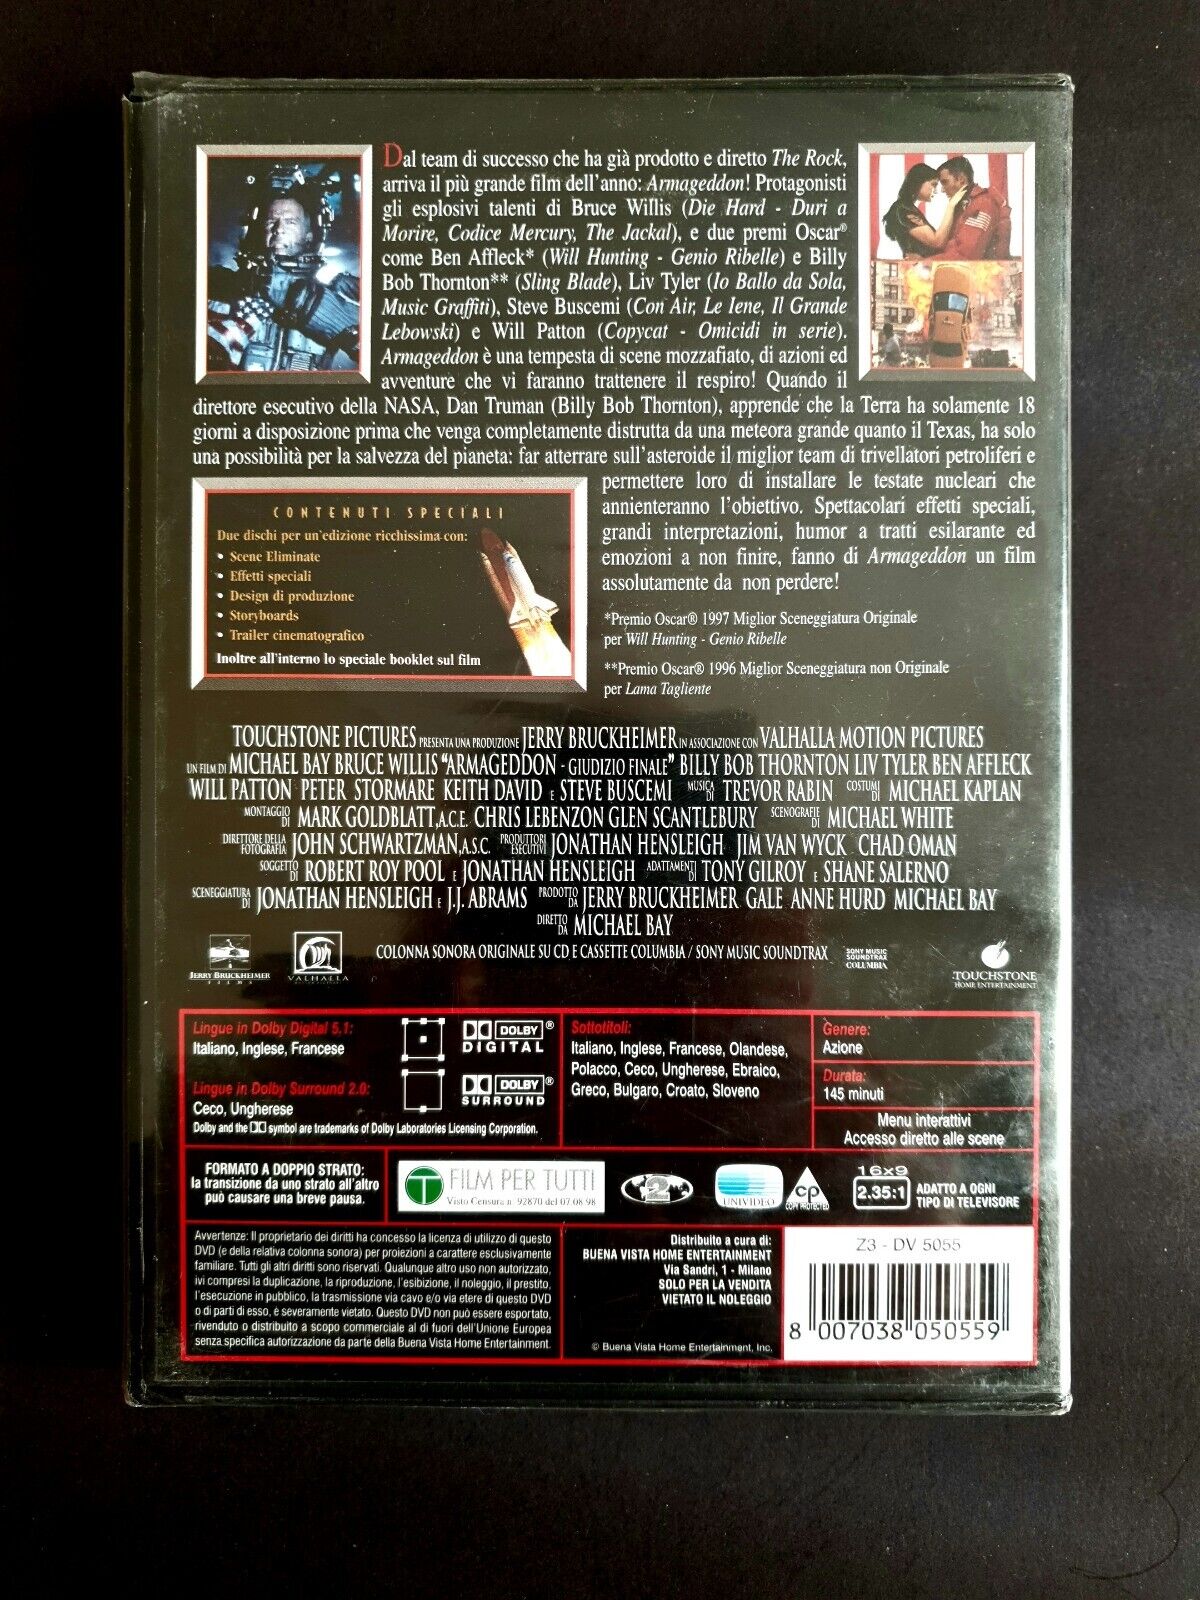 Dal team di successo che ha già prodotto e diretto The Rock,
arriva il più grande film dell'anno: Armageddon! Protagonisti
gli esplosivi talenti di Bruce Willis (Die Hard - Duri a
Morire, Codice Mercury, The Jackal), e due premi Oscar®
come Ben Affleck* (Will Hunting - Genio Ribelle) e Billy
Bob Thornton** (Sling Blade), Liv Tyler (Io Ballo da Sola,
Music Graffiti), Steve Buscemi (Con Air, Le Iene, Il Grande
Lebowski) e Will Patton (Copycat - Omicidi in serie).
Armageddon è una tempesta di scene mozzafiato, di azioni ed
avventure che vi faranno trattenere il respiro! Quando il
direttore esecutivo della NASA, Dan Truman (Billy Bob Thornton), apprende che la Terra ha solamente 18
giorni a disposizione prima che venga completamente distrutta da una meteora grande quanto il Texas, ha solo
una possibilità per la salvezza del pianeta: far atterrare sull'asteroide il miglior team di trivellatori petroliferi e
permettere loro di installare le testate nucleari che
annienteranno l'obiettivo. Spettacolari effetti speciali,
grandi interpretazioni, humor a tratti esilarante ed
emozioni a non finire, fanno di Armageddon un film
assolutamente da non perdere!
*Premio Oscar® 1997 Miglior Sceneggiatura Originale
per Will Hunting - Genio Ribelle
**Premio Oscar® 1996 Miglior Sceneggiatura non Originale
per Lama Tagliente
CONTENUTI SPECIALI
Due dischi per un'edizione ricchissima con:
• Scene Eliminate
• Effetti speciali
• Design di produzione
• Storyboards
• Trailer cinematografico
Inoltre all'interno lo speciale booklet sul film
TOUCHSTONE PICTURES PRESENTA UNA PRODUZIONE JERRY BRUCKHEIMER IN ASSOCIAZIONE CON VALHALLA MOTION PICTURES
UN FILM DI MICHAEL BAY BRUCE WILLIS "ARMAGEDDON - GIUDIZIO FINALE" BILLY BOB THORNTON LIV TYLER BEN AFFLECK
WILL PATTON PETER STORMARE KEITH DAVID E STEVE BUSCEMI MUSICA DI TREVOR RABIN COSTUMI DI MICHAEL KAPLAN
MONTAGGIO DI MARK GOLDBLATT, A.C.E. CHRIS LEBENZON GLEN SCANTLEBURY SCENOGRAFIE DI MICHAEL WHITE
DIRETTORE DELLA FOTOGRAFIA JOHN SCHWARTZMAN, A.S.C. PRODUTTORI ESECUTIVI JONATHAN HENSLEIGH JIM VAN WYCK CHAD OMAN
SOGGETTO DI ROBERT ROY POOL E JONATHAN HENSLEIGH ADATTAMENTI DI TONY GILROY E SHANE SALERNO
SCENEGGIATURA DI JONATHAN HENSLEIGH E J.J. ABRAMS PRODOTTO DA JERRY BRUCKHEIMER GALE ANNE HURD MICHAEL BAY
DIRETTO DA MICHAEL BAY
COLONNA SONORA ORIGINALE SU CD E CASSETTE COLUMBIA / SONY MUSIC SOUNDTRAX
JERRY BRUCKHEIMER
FILMS
VALHALLA
SONY MUSIC
SOUNDTRAX
COLUMBIA
TOUCHSTONE
HOME ENTERTAINMENT
Lingue in Dolby Digital 5.1:
Italiano, Inglese, Francese
DOLBY ®
DIGITAL
Lingue in Dolby Surround 2.0:
Ceco, Ungherese
DOLBY ®
SURROUND
Dolby and the DD symbol are trademarks of Dolby Laboratories Licensing Corporation.
Sottotitoli:
Italiano, Inglese, Francese, Olandese,
Polacco, Ceco, Ungherese, Ebraico,
Greco, Bulgaro, Croato, Sloveno
Genere:
Azione
Durata:
145 minuti
Menu interattivi
Accesso diretto alle scene
FORMATO A DOPPIO STRATO:
la transizione da uno strato all'altro
può causare una breve pausa.
T FILM PER TUTTI
Visto Censura n. 92870 del 07.08.98
2
UNIVIDEO
CP
COPY PROTECTED
16x9
2.35:1
ADATTO A OGNI
TIPO DI TELEVISORE
Avvertenze: Il proprietario dei diritti ha concesso la licenza di utilizzo di questo
DVD (e della relativa colonna sonora) per proiezioni a carattere esclusivamente
familiare. Tutti gli altri diritti sono riservati. Qualunque altro uso non autorizzato,
ivi compresi la duplicazione, la riproduzione, l'esibizione, il noleggio, il prestito,
l'esecuzione in pubblico, la trasmissione via cavo e/o via etere di questo DVD
o di parti di esso, è severamente vietato. Questo DVD non può essere esportato,
rivenduto o distribuito a scopo commerciale al di fuori dell'Unione Europea
senza specifica autorizzazione da parte della Buena Vista Home Entertainment.
Distribuito a cura di:
BUENA VISTA HOME ENTERTAINMENT
Via Sandri, 1 - Milano
SOLO PER LA VENDITA
VIETATO IL NOLEGGIO
© Buena Vista Home Entertainment, Inc.
Z3 - DV 5055
8 007038 050559